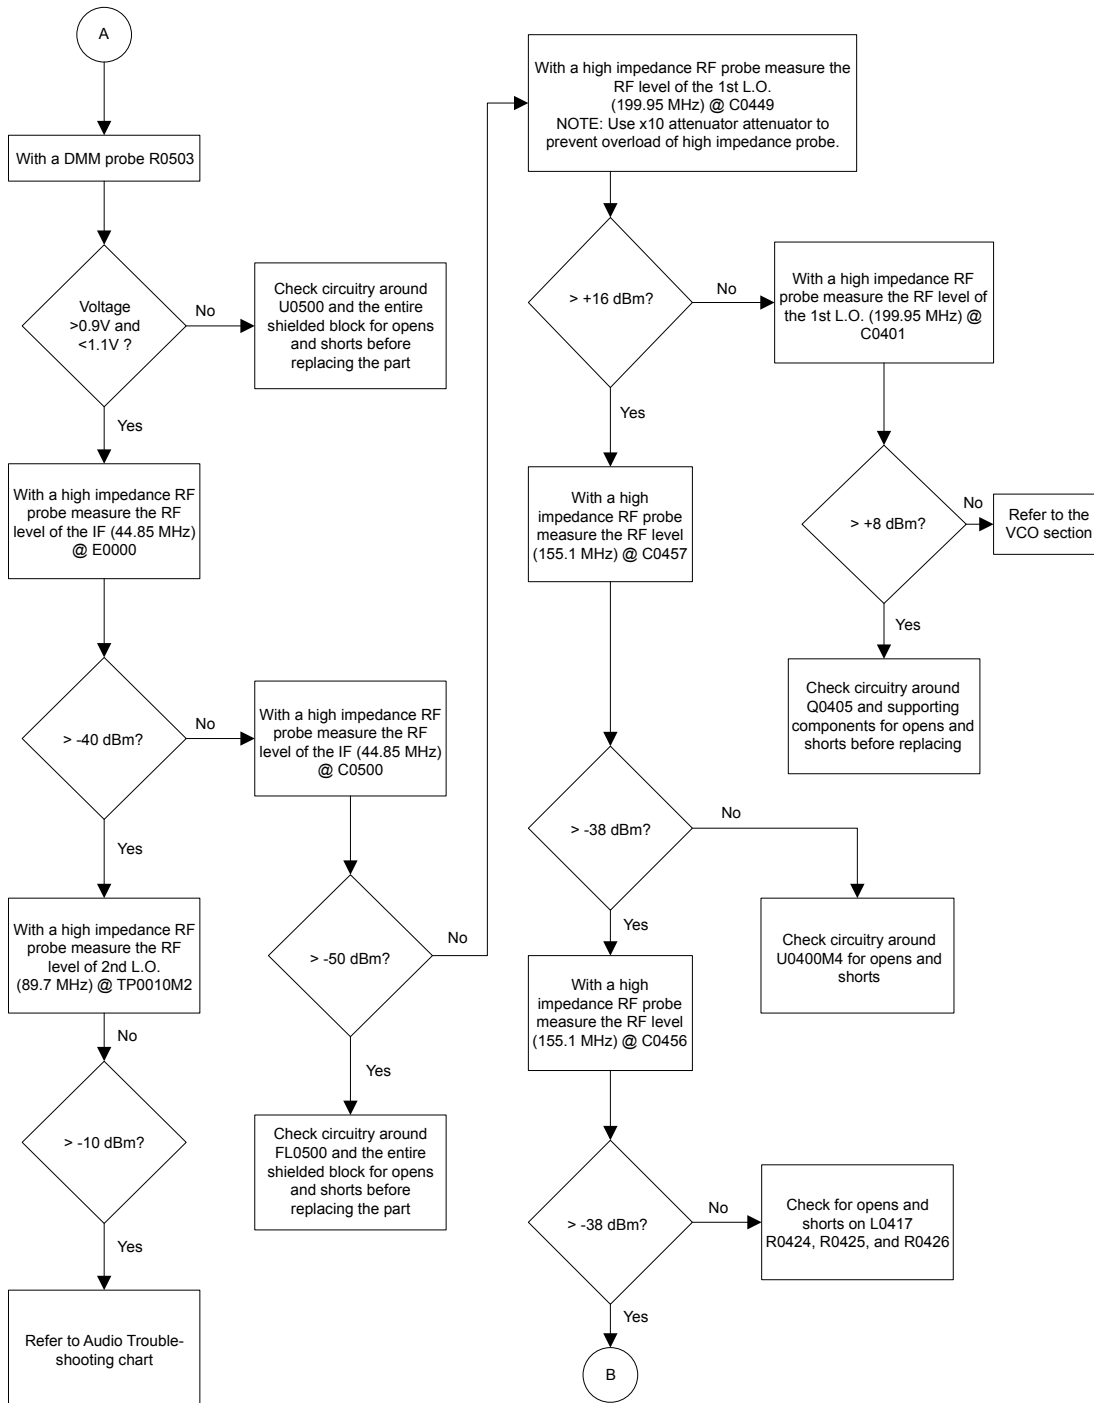 A
With a DMM probe R0503
Voltage
>0.9V and
<1.1V ?
No
Check circuitry around
U0500 and the entire
shielded block for opens
and shorts before
replacing the part
Yes
With a high impedance RF
probe measure the RF
level of the IF (44.85 MHz)
@ E0000
> -40 dBm?
No
With a high impedance RF
probe measure the RF
level of the IF (44.85 MHz)
@ C0500
Yes
With a high impedance RF
probe measure the RF
level of 2nd L.O.
(89.7 MHz) @ TP0010M2
No
> -10 dBm?
Yes
Refer to Audio Trouble-
shooting chart
> -50 dBm?
No
Yes
Check circuitry around
FL0500 and the entire
shielded block for opens
and shorts before
replacing the part
With a high impedance RF probe measure the
RF level of the 1st L.O.
(199.95 MHz) @ C0449
NOTE: Use x10 attenuator attenuator to
prevent overload of high impedance probe.
> +16 dBm?
No
With a high impedance RF
probe measure the RF level of
the 1st L.O. (199.95 MHz) @
C0401
Yes
> +8 dBm?
No
Refer to the
VCO section
Yes
Check circuitry around
Q0405 and supporting
components for opens and
shorts before replacing
With a high
impedance RF probe
measure the RF level
(155.1 MHz) @ C0457
> -38 dBm?
No
Check circuitry around
U0400M4 for opens and
shorts
Yes
With a high
impedance RF probe
measure the RF level
(155.1 MHz) @ C0456
> -38 dBm?
No
Check for opens and
shorts on L0417
R0424, R0425, and R0426
Yes
B